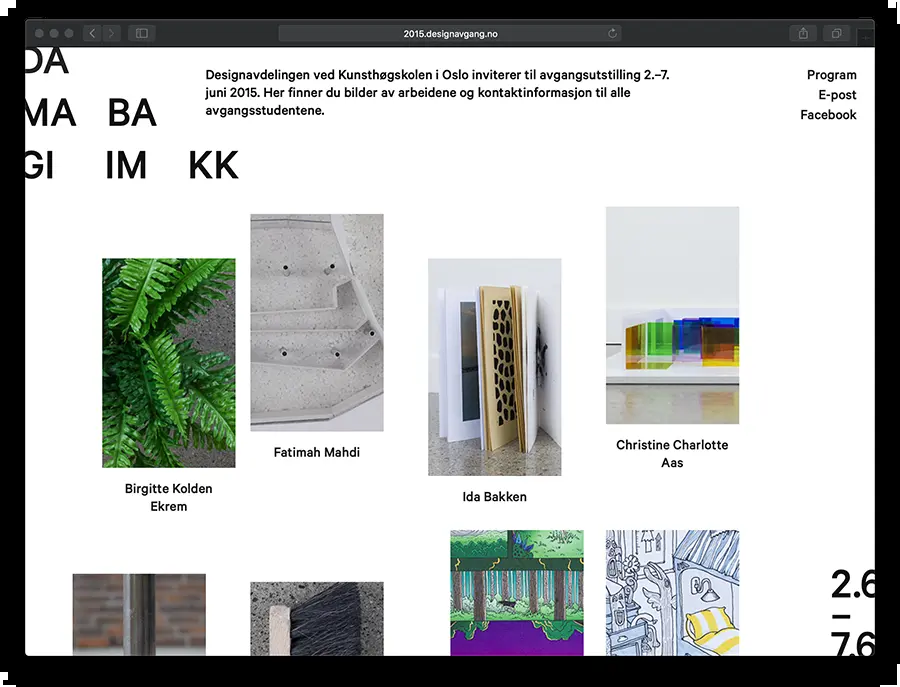 2015.designavgang.no
DA
MA BA
GI IM KK
Designavdelingen ved Kunsthøgskolen i Oslo inviterer til avgangsutstilling 2.–7.
juni 2015. Her finner du bilder av arbeidene og kontaktinformasjon til alle
avgangsstudentene.
Program
E-post
Facebook
Fatimah Mahdi
Christine Charlotte
Aas
Birgitte Kolden
Ekrem
Ida Bakken
2.6
–
7.6